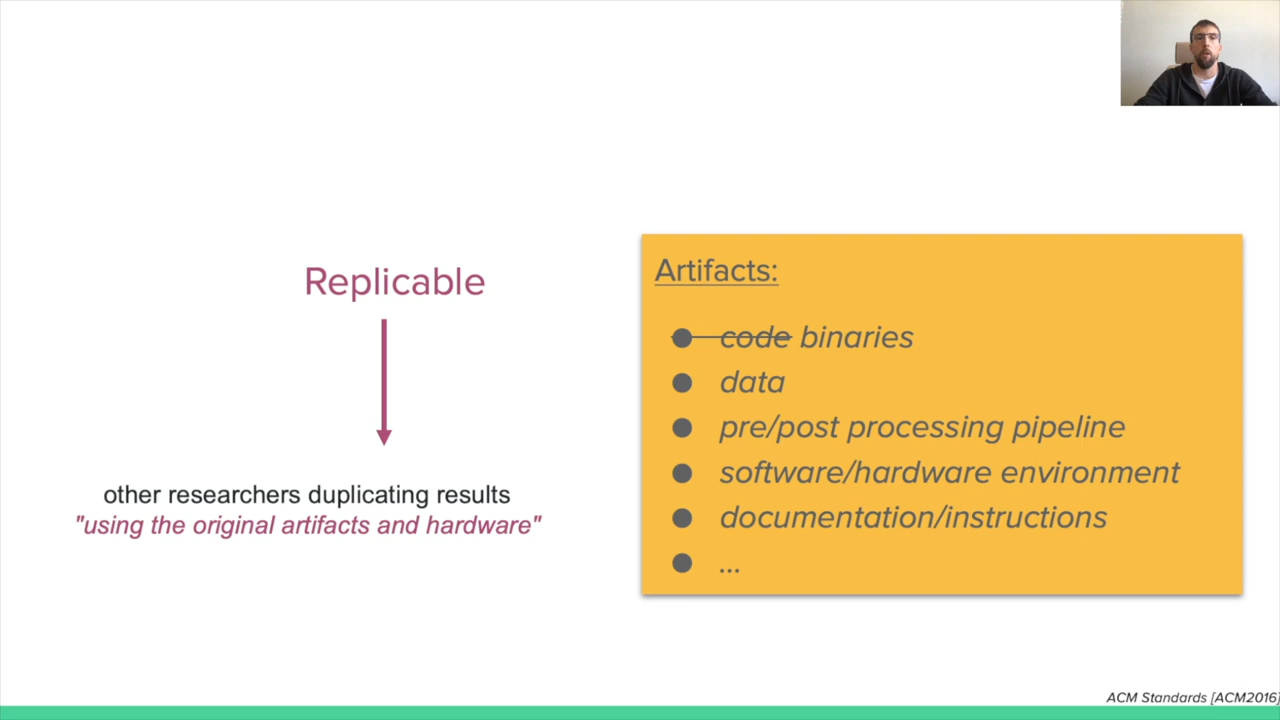 Replicable
other researchers duplicating results
"using the original artifacts and hardware"
Artifacts:
● code binaries
● data
● pre/post processing pipeline
● software/hardware environment
● documentation/instructions
● ...
ACM Standards [ACM2016]